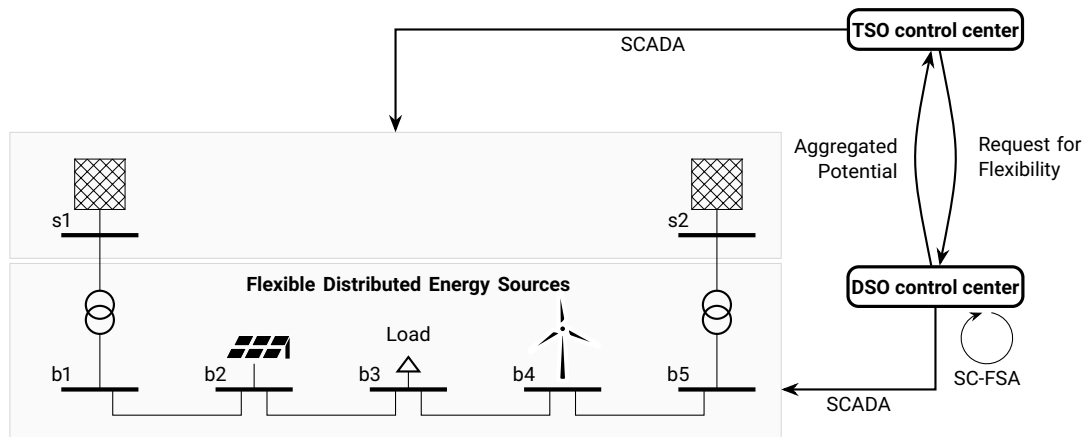 TSO control center
SCADA
Aggregated
Potential
Request for
Flexibility
s1
s2
Flexible Distributed Energy Sources
DSO control center
Load
b1
b2
b3
b4
b5
SC-FSA
SCADA